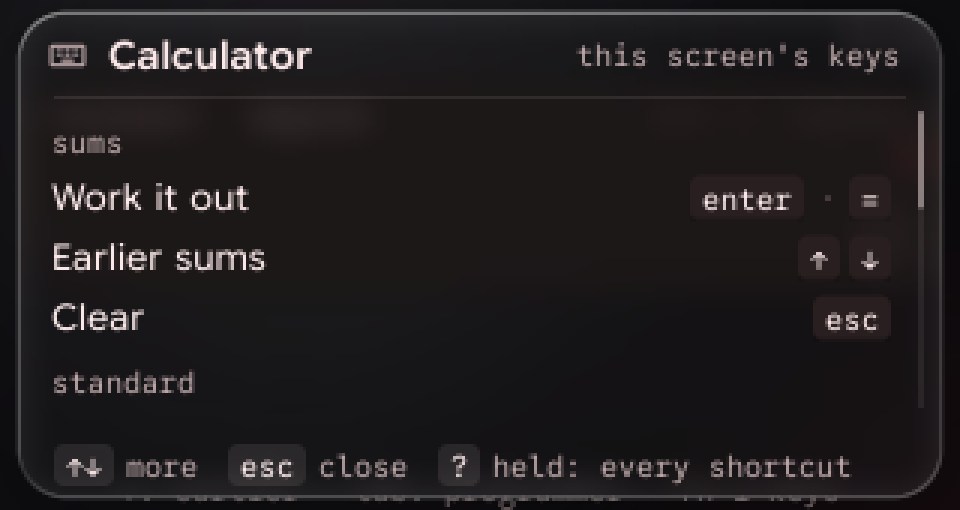 Calculator this screen's keys
sums
Work it out enter · =
Earlier sums ↑ ↓
Clear esc
standard
↑↓ more esc close ? held: every shortcut